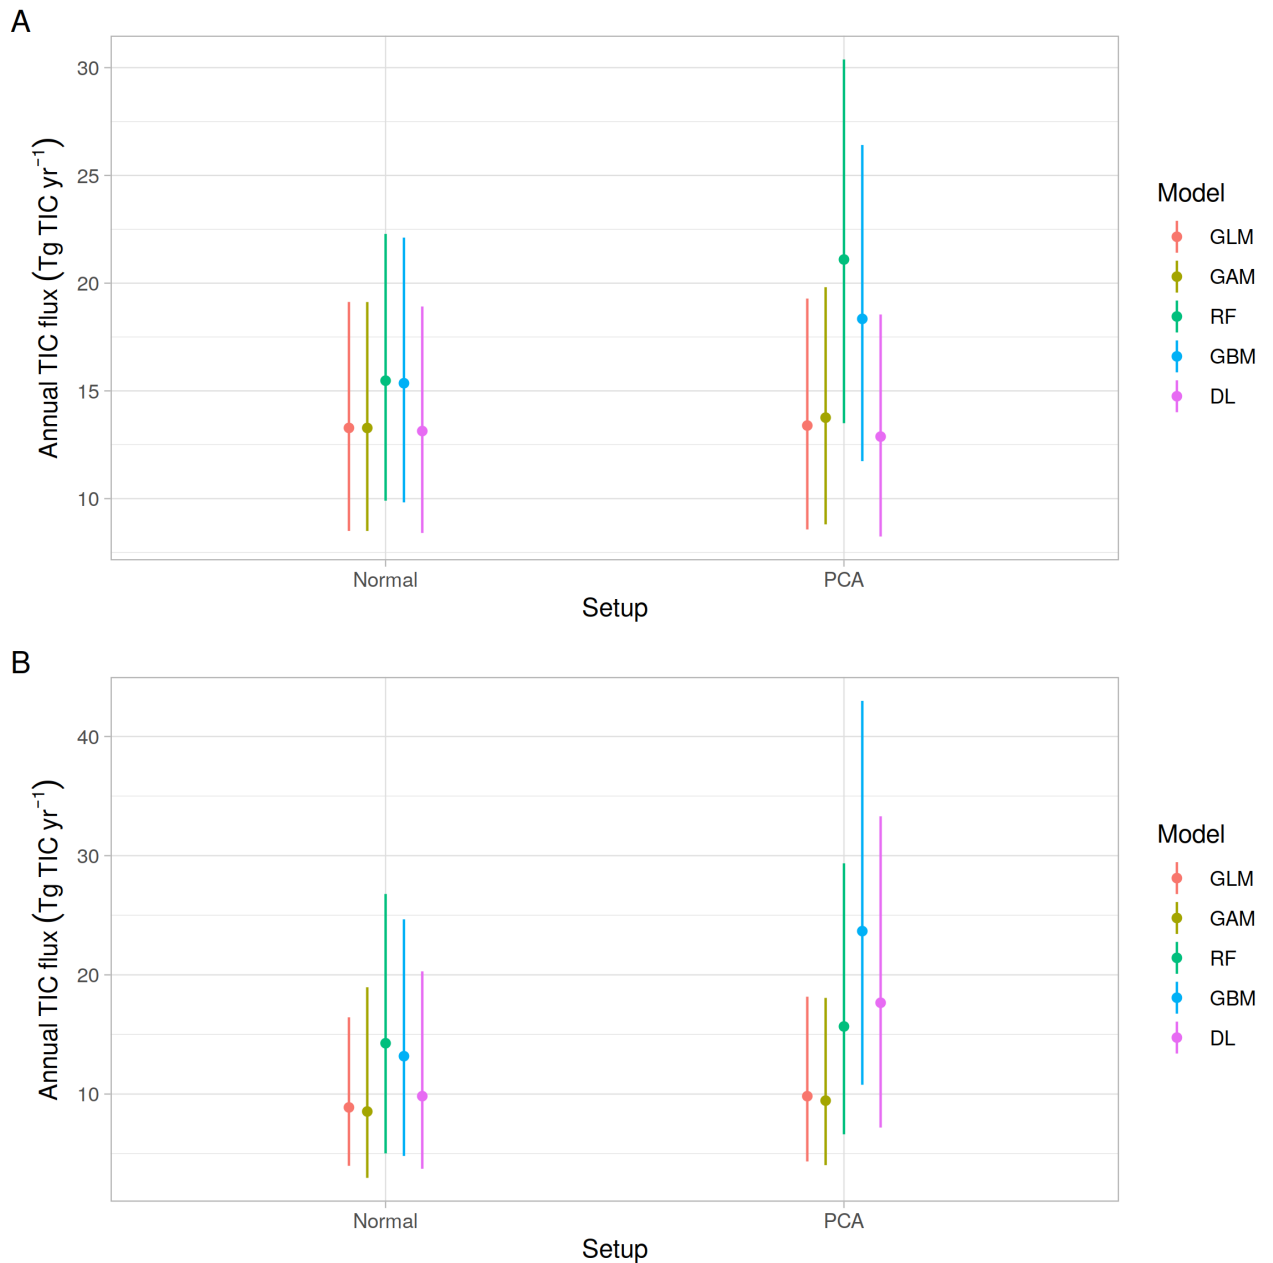 A
Annual TIC flux (Tg TIC yr⁻¹)
30
25
20
15
10
Normal
PCA
Setup
Model
GLM
GAM
RF
GBM
DL
B
Annual TIC flux (Tg TIC yr⁻¹)
40
30
20
10
Normal
PCA
Setup
Model
GLM
GAM
RF
GBM
DL